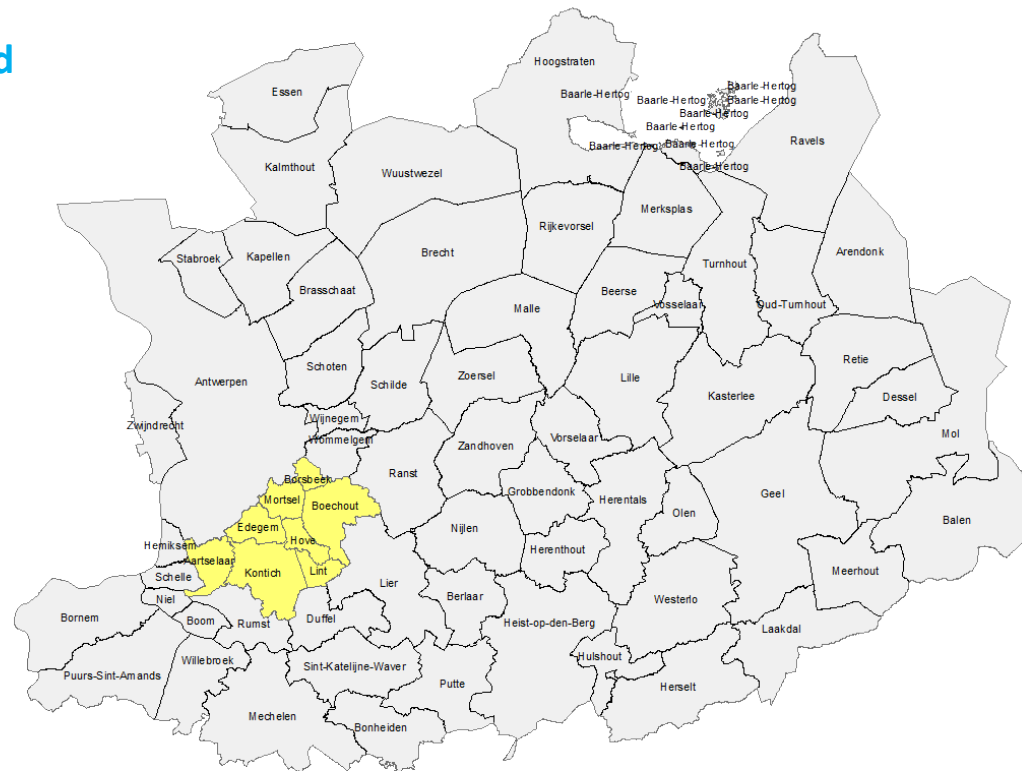 d
Hoogstraten
Essen
Baarle-Hertog
Baarle-Hertog
Baarle-Hertog
Baarle-Hertog
Baarle-Hertog
Baarle-Hertog
Baarle-Hertog
Baarle-Hertog
Baarle-Hertog
Ravels
Kalmthout
Wuustwezel
Merksplas
Rijkevorsel
Stabroek
Kapellen
Brecht
Turnhout
Arendonk
Brasschaat
Beerse
Vosselaar
Oud-Turnhout
Malle
Retie
Schoten
Schilde
Zoersel
Lille
Kasterlee
Dessel
Antwerpen
Zwijndrecht
Wijnegem
Wommelgem
Vorselaar
Mol
Zandhoven
Ranst
Borsbeek
Mortsel
Boechout
Grobbendonk
Herentals
Geel
Olen
Balen
Edegem
Hove
Nijlen
Hemiksem
Aartselaar
Herenthout
Kontich
Lint
Meerhout
Schelle
Lier
Berlaar
Westerlo
Niel
Bornem
Boom
Rumst
Duffel
Heist-op-den-Berg
Laakdal
Willebroek
Sint-Katelijne-Waver
Hulshout
Puurs-Sint-Amands
Putte
Herselt
Mechelen
Bonheiden